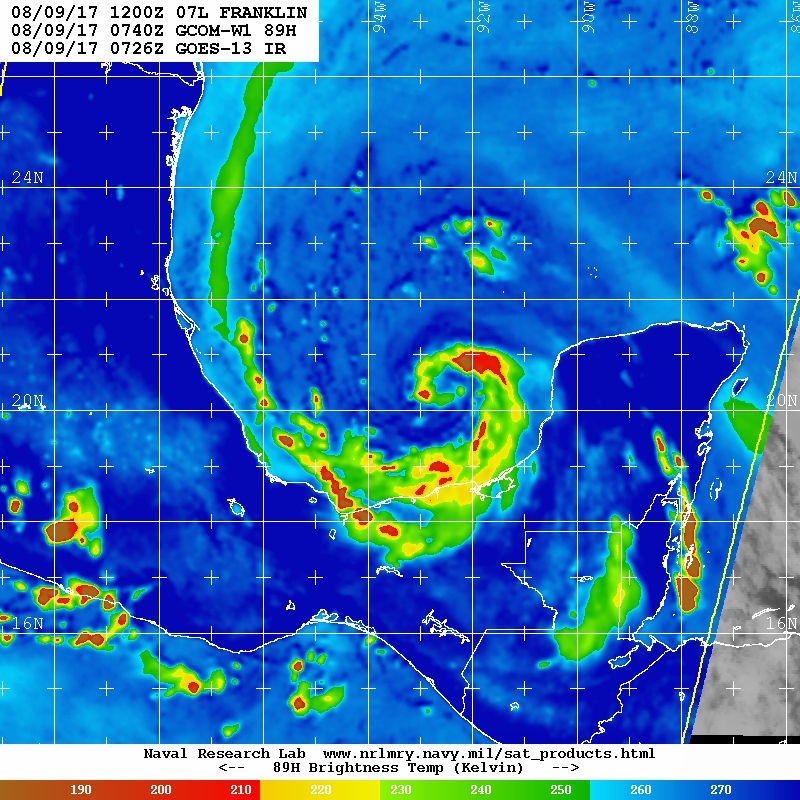 08/09/17 1200Z 07L FRANKLIN
08/09/17 0740Z GCOM-W1 89H
08/09/17 0726Z GOES-13 IR
94W 92W 90W 88W 86W
24N 24N
20N 20N
16N 16N
Naval Research Lab www.nrlmry.navy.mil/sat_products.html
<-- 89H Brightness Temp (Kelvin) -->
190 200 210 220 230 240 250 260 270